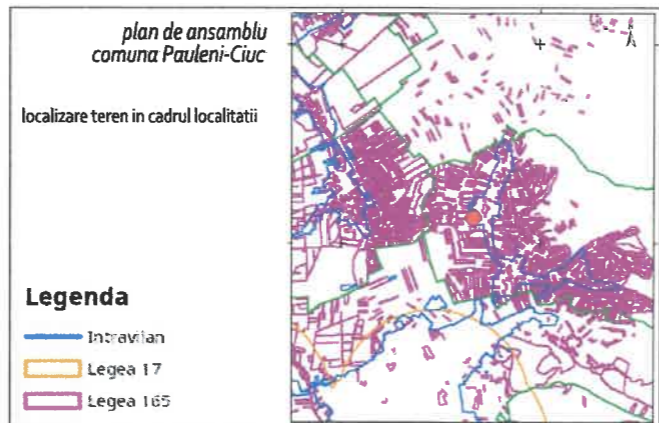 plan de ansamblu
comuna Pauleni-Ciuc
localizare teren in cadrul localitatii
Legenda
Intravilan
Legea 17
Legea 165